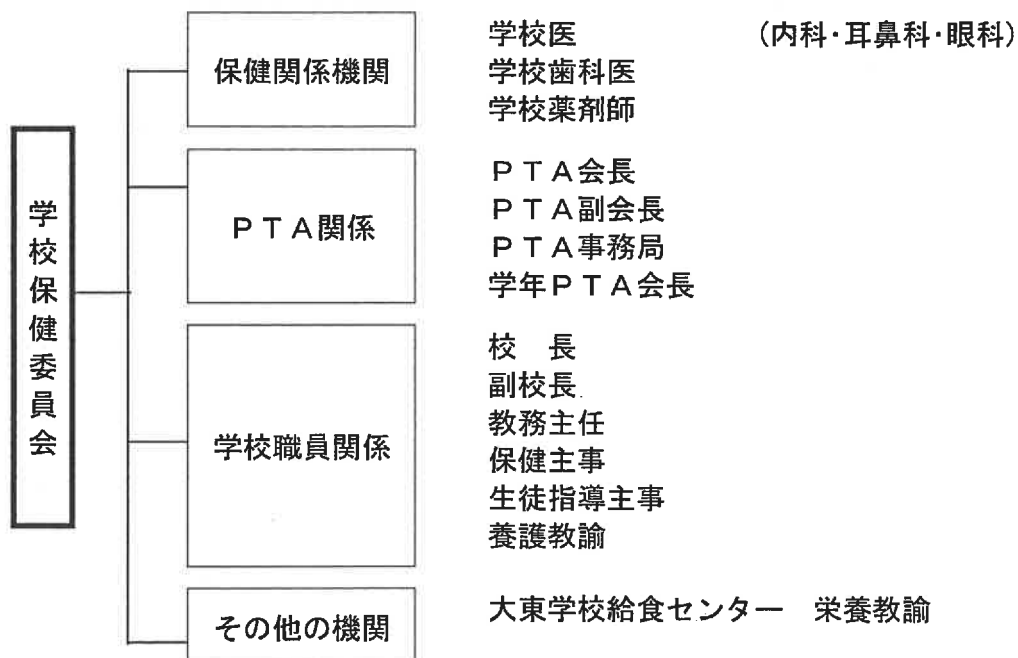 学校保健委員会
保健関係機関
学校医　　　　　（内科・耳鼻科・眼科）
学校歯科医
学校薬剤師
ＰＴＡ関係
ＰＴＡ会長
ＰＴＡ副会長
ＰＴＡ事務局
学年ＰＴＡ会長
学校職員関係
校　長
副校長
教務主任
保健主事
生徒指導主事
養護教諭
その他の機関
大東学校給食センター　栄養教諭